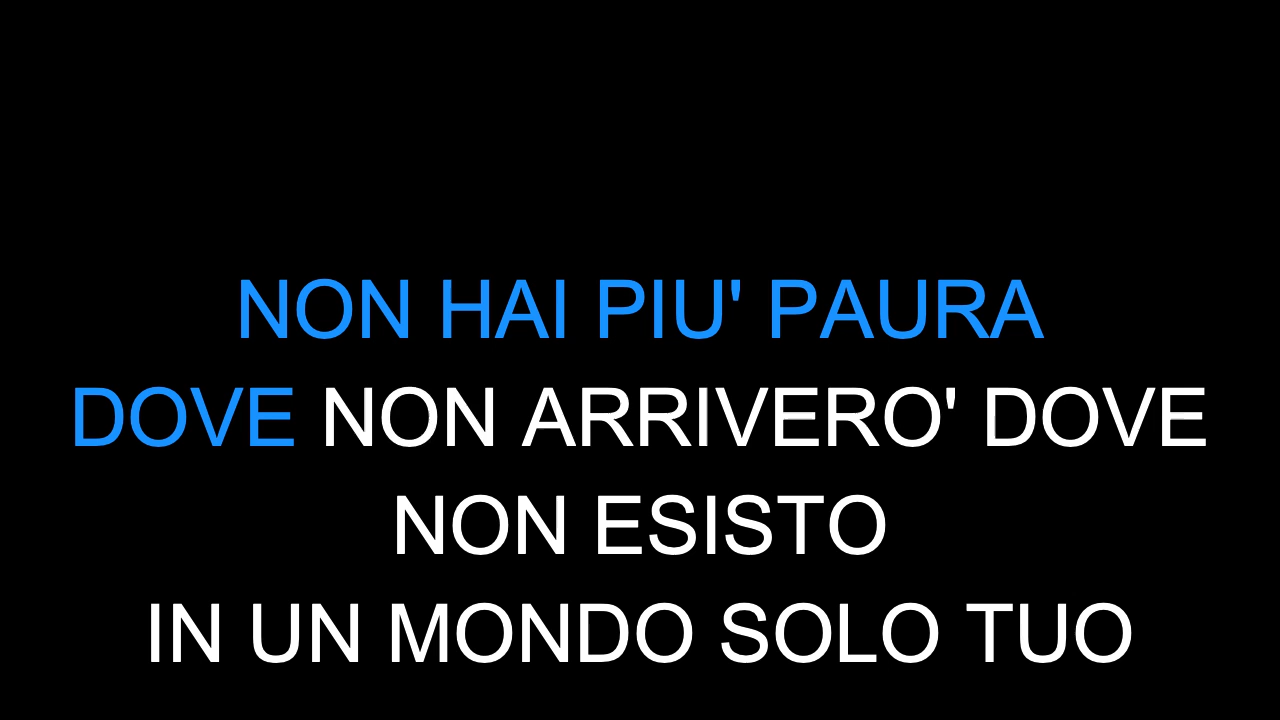 NON HAI PIU' PAURA
DOVE NON ARRIVERO' DOVE
NON ESISTO
IN UN MONDO SOLO TUO